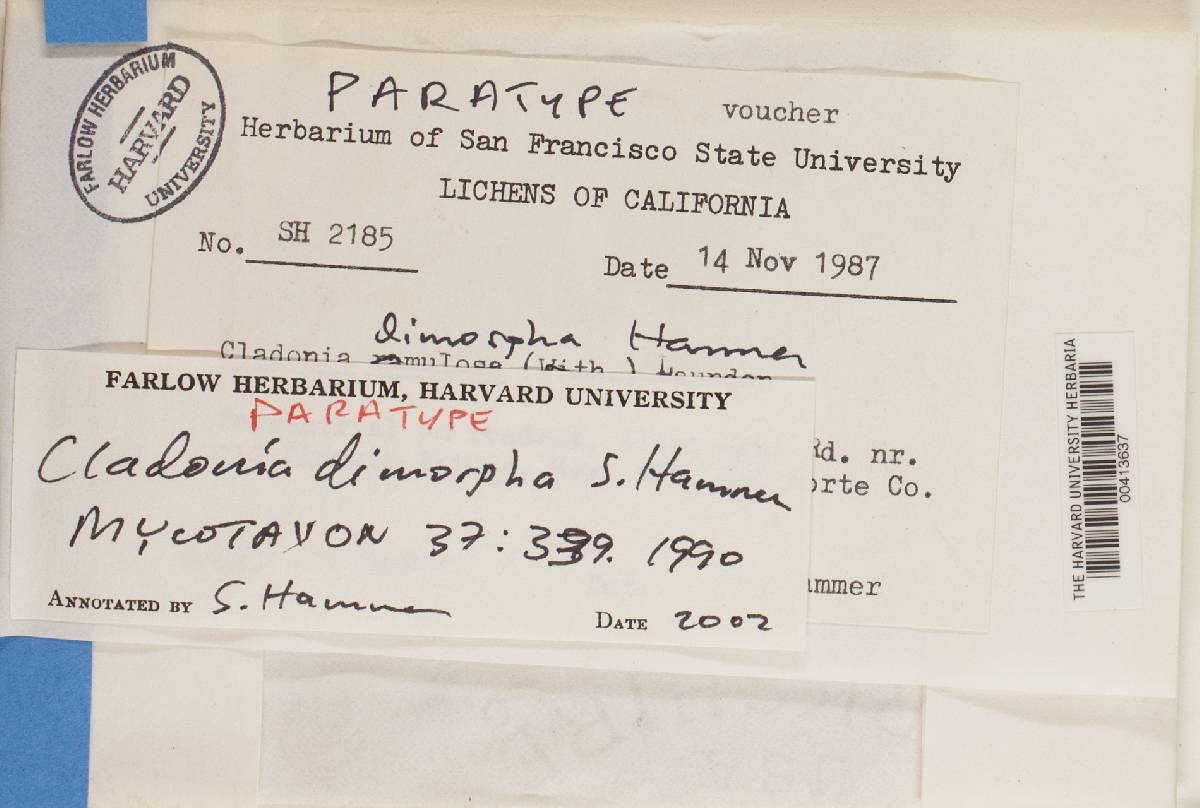 FARLOW HERBARIUM
HARVARD
UNIVERSITY
PARATYPE voucher
Herbarium of San Francisco State University
LICHENS OF CALIFORNIA
No. SH 2185
Date 14 Nov 1987
dimorpha Hammer
Cladonia
FARLOW HERBARIUM, HARVARD UNIVERSITY
PARATYPE
Cladonia dimorpha S. Hammer
MYCOTAXON 37: 339. 1990
ANNOTATED BY S. Hammer
DATE 2002
Rd. nr.
orte Co.
ammer
THE HARVARD UNIVERSITY HERBARIA
00413637